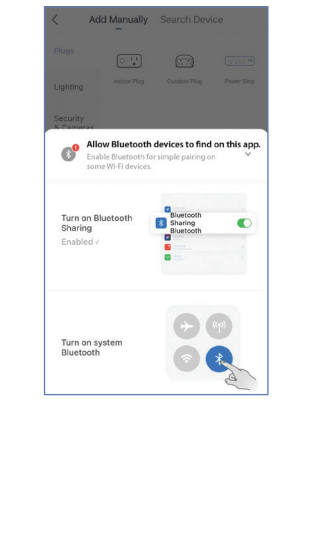 Add Manually Search Device
Plugs
Indoor Plug Outdoor Plug Power Strip
Lighting
Security
& Cameras
Allow Bluetooth devices to find on this app.
Enable Bluetooth for simple pairing on
some Wi-Fi devices.
Turn on Bluetooth
Sharing
Enabled √
Bluetooth
Sharing
Bluetooth
Turn on system
Bluetooth